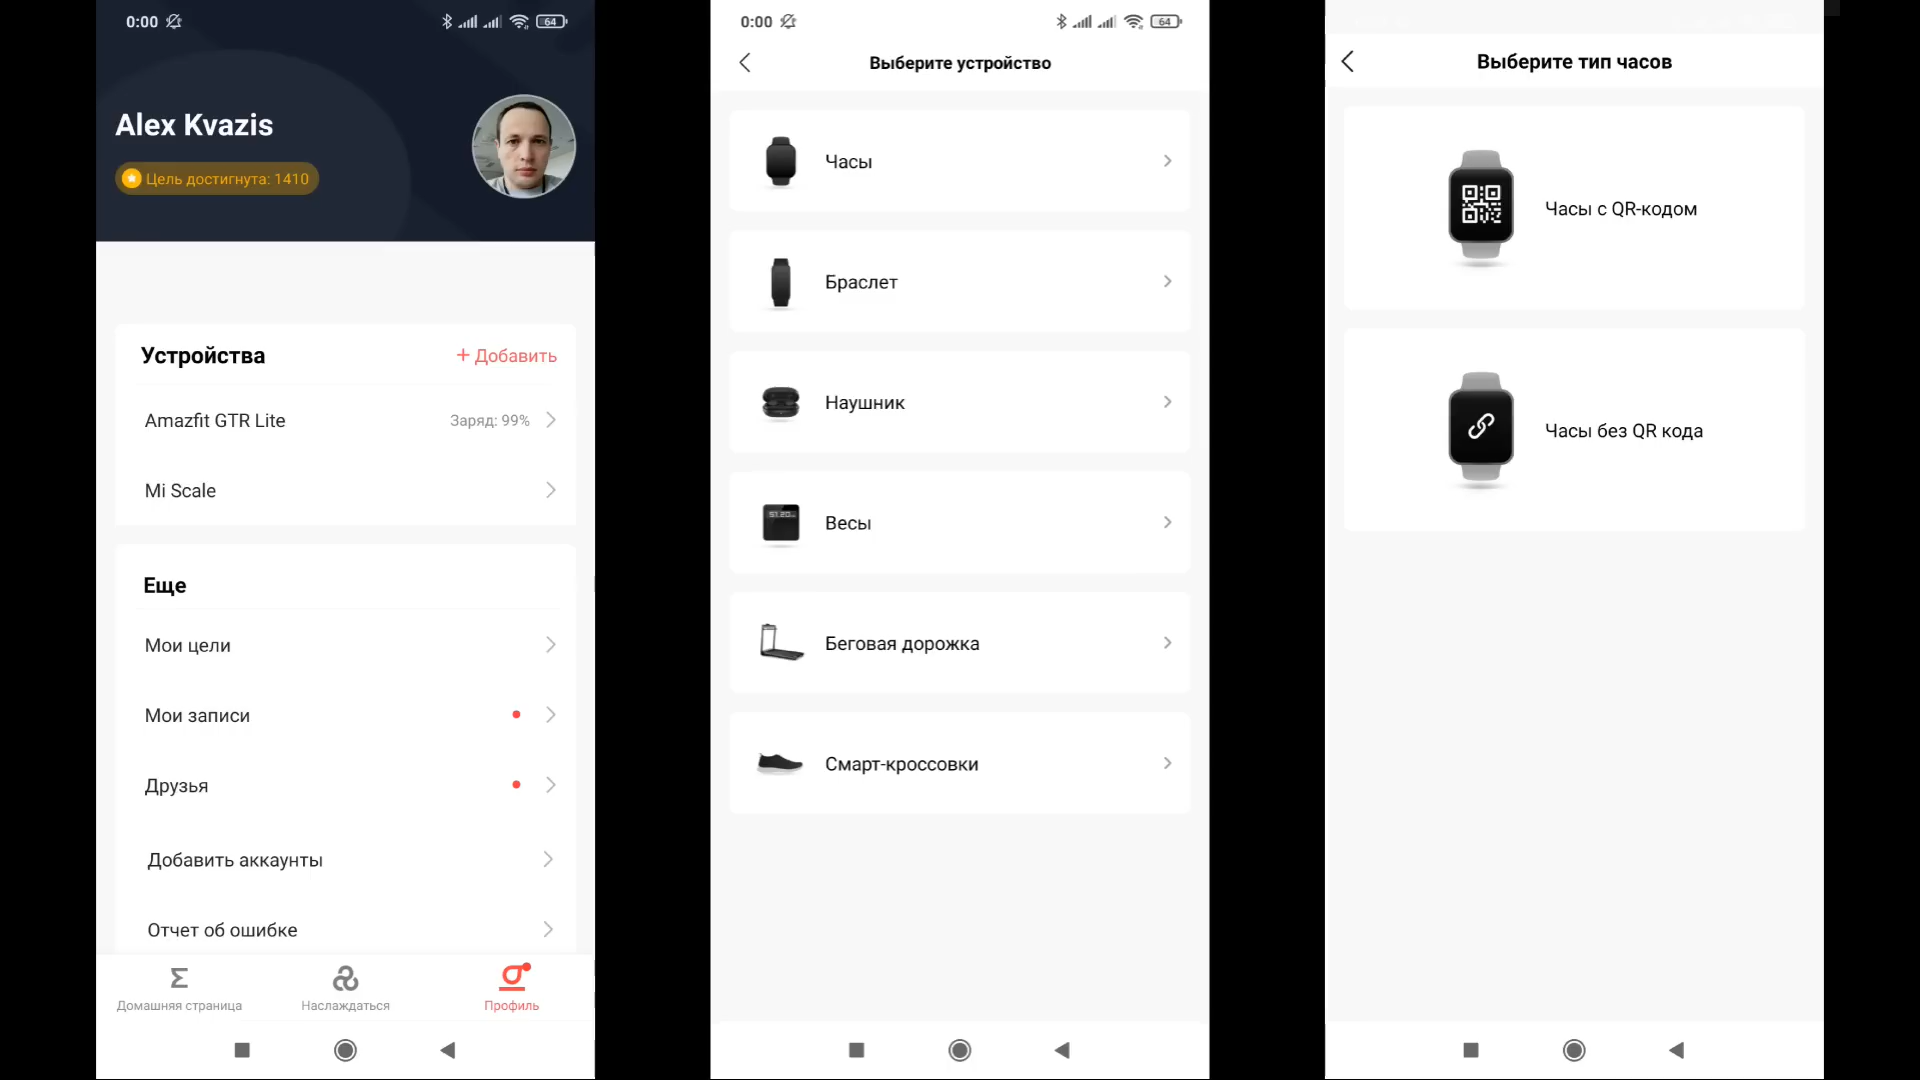 0:00
64
Alex Kvazis
Цель достигнута: 1410
Устройства
+ Добавить
Amazfit GTR Lite
Заряд: 99%
Mi Scale
Еще
Мои цели
Мои записи
Друзья
Добавить аккаунты
Отчет об ошибке
Домашняя страница
Наслаждаться
Профиль
0:00
64
Выберите устройство
Часы
Браслет
Наушник
Весы
Беговая дорожка
Смарт-кроссовки
Выберите тип часов
Часы с QR-кодом
Часы без QR кода